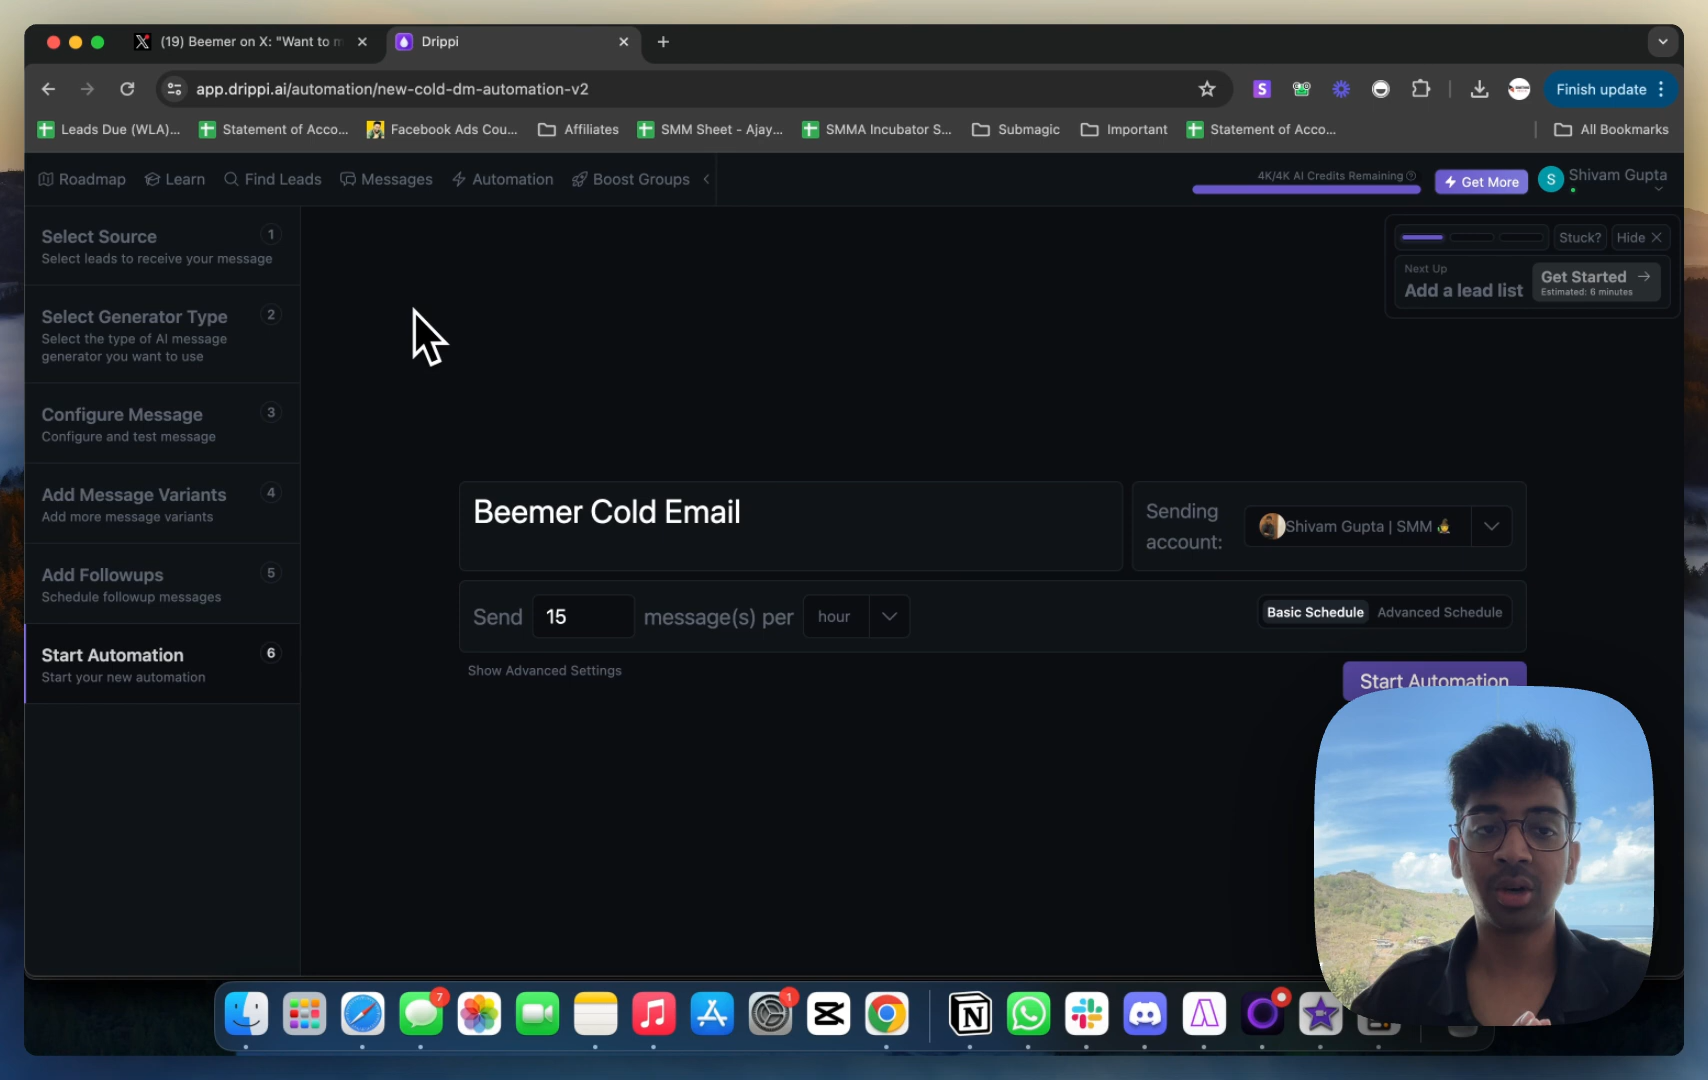 (19) Beemer on X: "Want to m
Drippi
app.drippi.ai/automation/new-cold-dm-automation-v2
S
Finish update
Leads Due (WLA)...
Statement of Acco...
Facebook Ads Cou...
Affiliates
SMM Sheet - Ajay...
SMMA Incubator S...
Submagic
Important
Statement of Acco...
All Bookmarks
Roadmap
Learn
Find Leads
Messages
Automation
Boost Groups
4K/4K AI Credits Remaining
Get More
S
Shivam Gupta
Select Source
1
Select leads to receive your message
Select Generator Type
2
Select the type of AI message
generator you want to use
Configure Message
3
Configure and test message
Add Message Variants
4
Add more message variants
Add Followups
5
Schedule followup messages
Start Automation
6
Start your new automation
Stuck?
Hide
Next Up
Add a lead list
Get Started
Estimated: 6 minutes
Beemer Cold Email
Sending
account:
Shivam Gupta | SMM
Send
15
message(s) per
hour
Basic Schedule
Advanced Schedule
Show Advanced Settings
Start Automation
7
1